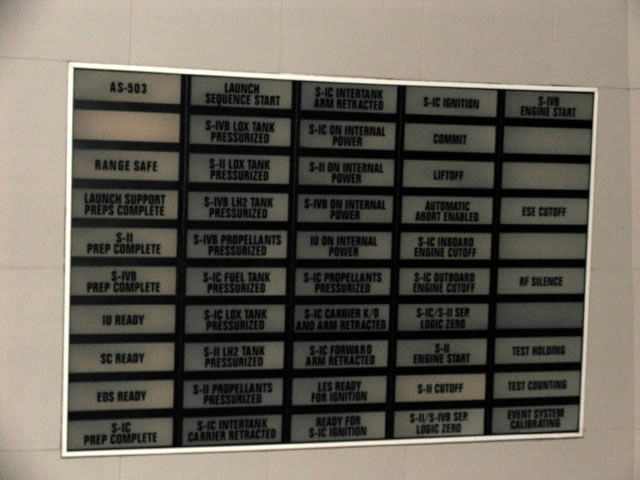 AS-503
RANGE SAFE
LAUNCH SUPPORT
PREPS COMPLETE
S-II
PREP COMPLETE
S-IVB
PREP COMPLETE
IU READY
SC READY
EDS READY
S-IC
PREP COMPLETE
LAUNCH
SEQUENCE START
S-IVB LOX TANK
PRESSURIZED
S-II LOX TANK
PRESSURIZED
S-IVB LH2 TANK
PRESSURIZED
S-IVB PROPELLANTS
PRESSURIZED
S-IC FUEL TANK
PRESSURIZED
S-IC LOX TANK
PRESSURIZED
S-II LH2 TANK
PRESSURIZED
S-II PROPELLANTS
PRESSURIZED
S-IC INTERTANK
CARRIER RETRACTED
S-IC INTERTANK
ARM RETRACTED
S-IC ON INTERNAL
POWER
S-II ON INTERNAL
POWER
S-IVB ON INTERNAL
POWER
IU ON INTERNAL
POWER
S-IC PROPELLANTS
PRESSURIZED
S-IC CARRIER K/O
AND ARM RETRACTED
S-IC FORWARD
ARM RETRACTED
LES READY
FOR IGNITION
READY FOR
S-IC IGNITION
S-IC IGNITION
COMMIT
LIFTOFF
AUTOMATIC
ABORT ENABLED
S-IC INBOARD
ENGINE CUTOFF
S-IC OUTBOARD
ENGINE CUTOFF
S-IC/S-II SEP.
LOGIC ZERO
S-II
ENGINE START
S-II CUTOFF
S-II/S-IVB SEP.
LOGIC ZERO
S-IVB
ENGINE START
ESE CUTOFF
RF SILENCE
TEST HOLDING
TEST COUNTING
EVENT SYSTEM
CALIBRATING